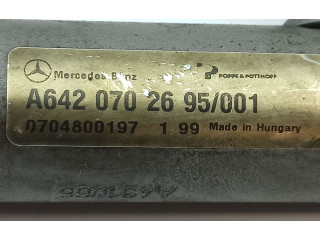 Mercedes-Benz POPPE & POTTHOFF
A642 070 26 95/001
0704800197 1 99 Made in Hungary